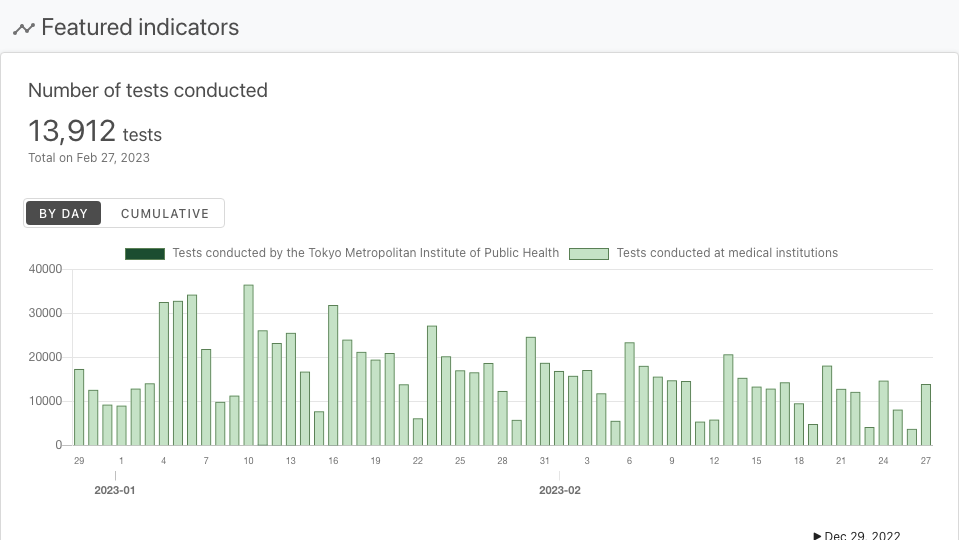 Featured indicators
Number of tests conducted
13,912 tests
Total on Feb 27, 2023
BY DAY CUMULATIVE
Tests conducted by the Tokyo Metropolitan Institute of Public Health Tests conducted at medical institutions
40000
30000
20000
10000
0
29 1 4 7 10 13 16 19 22 25 28 31 3 6 9 12 15 18 21 24 27
2023-01 2023-02
Dec 29, 2022